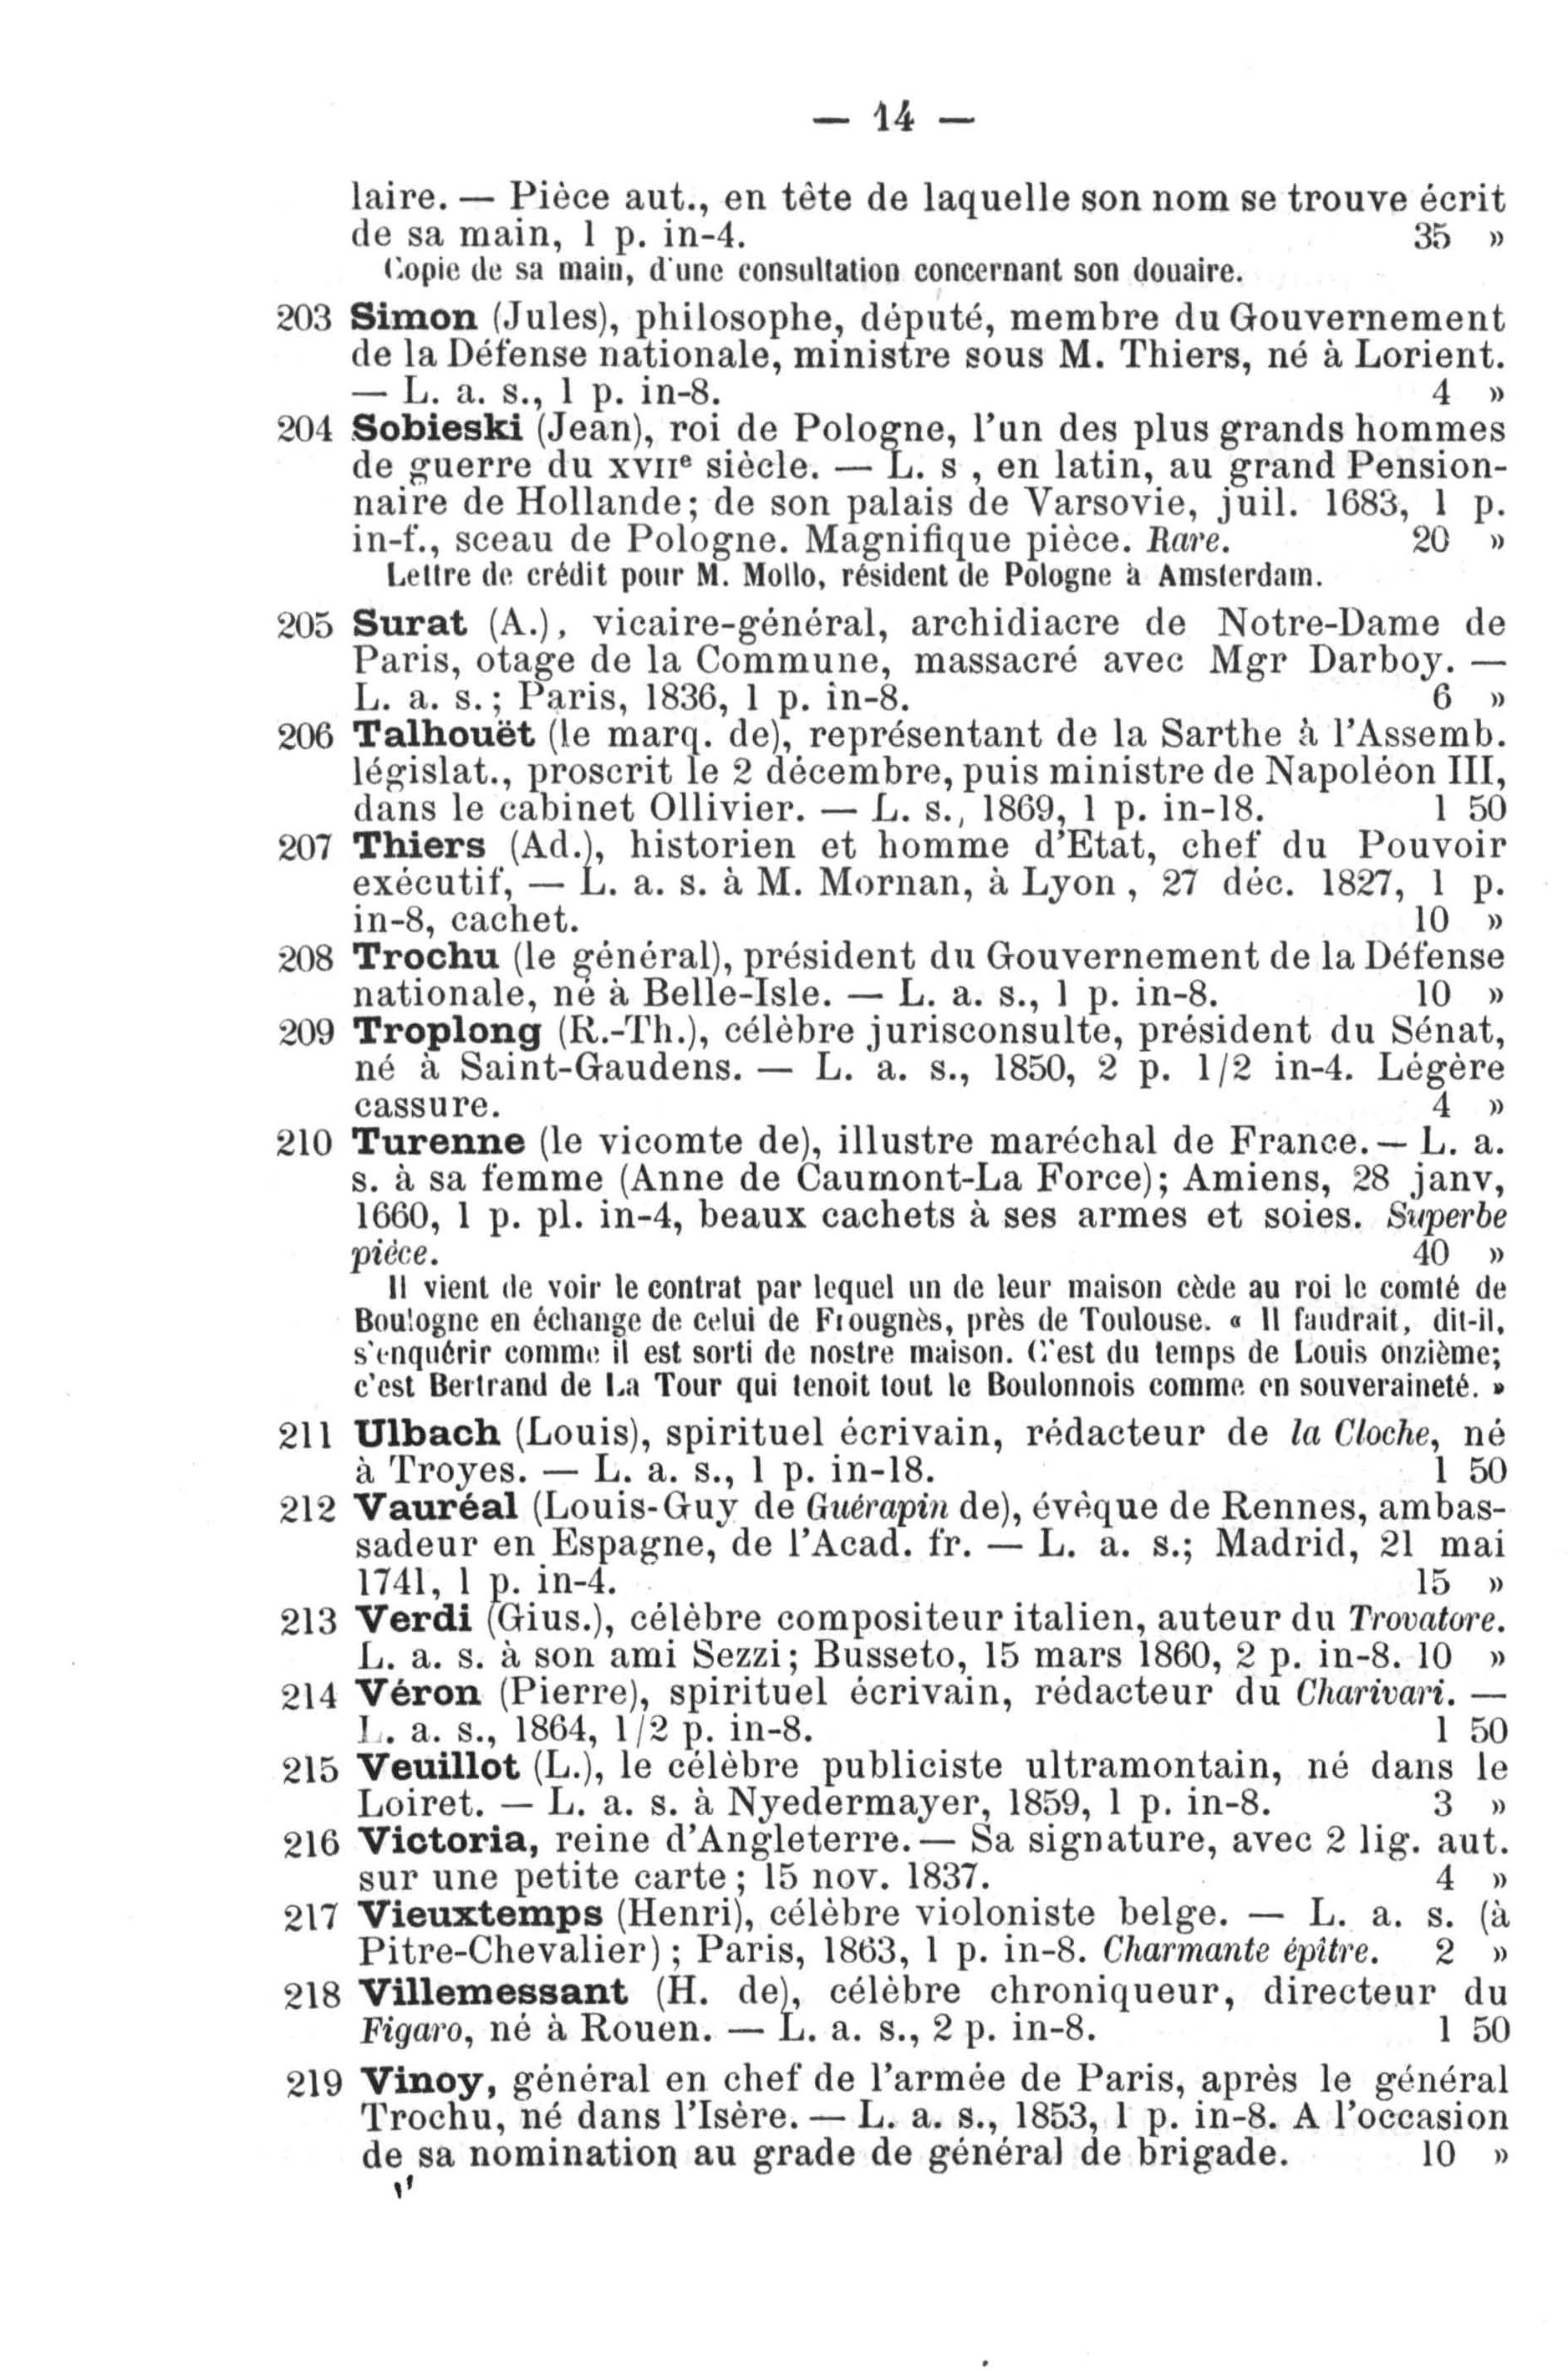 — 14 —
laire. — Pièce aut., en tête de laquelle son nom se trouve écrit
de sa main, 1 p. in-4. 35 »
Copie de sa main, d'une consultation concernant son douaire.
203 Simon (Jules), philosophe, député, membre du Gouvernement
de la Défense nationale, ministre sous M. Thiers, né à Lorient.
— L. a. s., 1 p. in-8. 4 »
204 Sobieski (Jean), roi de Pologne, l'un des plus grands hommes
de guerre du XVIIe siècle. — L. s , en latin, au grand Pension-
naire de Hollande; de son palais de Varsovie, juil. 1683, 1 p.
in-f., sceau de Pologne. Magnifique pièce. Rare. 20 »
Lettre de crédit pour M. Mollo, résident de Pologne à Amsterdam.
205 Surat (A.), vicaire-général, archidiacre de Notre-Dame de
Paris, otage de la Commune, massacré avec Mgr Darboy. —
L. a. s.; Paris, 1836, 1 p. in-8. 6 »
206 Talhouët (le marq. de), représentant de la Sarthe à l'Assemb.
législat., proscrit le 2 décembre, puis ministre de Napoléon III,
dans le cabinet Ollivier. — L. s., 1869, 1 p. in-18. 1 50
207 Thiers (Ad.), historien et homme d'Etat, chef du Pouvoir
exécutif, — L. a. s. à M. Mornan, à Lyon , 27 déc. 1827, 1 p.
in-8, cachet. 10 »
208 Trochu (le général), président du Gouvernement de la Défense
nationale, né à Belle-Isle. — L. a. s., 1 p. in-8. 10 »
209 Troplong (R.-Th.), célèbre jurisconsulte, président du Sénat,
né à Saint-Gaudens. — L. a. s., 1850, 2 p. 1/2 in-4. Légère
cassure. 4 »
210 Turenne (le vicomte de), illustre maréchal de France. — L. a.
s. à sa femme (Anne de Caumont-La Force); Amiens, 28 janv,
1660, 1 p. pl. in-4, beaux cachets à ses armes et soies. Superbe
pièce. 40 »
Il vient de voir le contrat par lequel un de leur maison cède au roi le comté de
Boulogne en échange de celui de Frougnès, près de Toulouse. « Il faudrait, dit-il,
s'enquérir comme il est sorti de nostre maison. C'est du temps de Louis onzième;
c'est Bertrand de La Tour qui tenoit tout le Boulonnois comme en souveraineté. »
211 Ulbach (Louis), spirituel écrivain, rédacteur de la Cloche, né
à Troyes. — L. a. s., 1 p. in-18. 1 50
212 Vauréal (Louis-Guy de Guérapin de), évêque de Rennes, ambas-
sadeur en Espagne, de l'Acad. fr. — L. a. s.; Madrid, 21 mai
1741, 1 p. in-4. 15 »
213 Verdi (Gius.), célèbre compositeur italien, auteur du Trovatore.
L. a. s. à son ami Sezzi; Busseto, 15 mars 1860, 2 p. in-8. 10 »
214 Véron (Pierre), spirituel écrivain, rédacteur du Charivari. —
L. a. s., 1864, 1/2 p. in-8. 1 50
215 Veuillot (L.), le célèbre publiciste ultramontain, né dans le
Loiret. — L. a. s. à Nyedermayer, 1859, 1 p. in-8. 3 »
216 Victoria, reine d'Angleterre. — Sa signature, avec 2 lig. aut.
sur une petite carte; 15 nov. 1837. 4 »
217 Vieuxtemps (Henri), célèbre violoniste belge. — L. a. s. (à
Pitre-Chevalier); Paris, 1863, 1 p. in-8. Charmante épître. 2 »
218 Villemessant (H. de), célèbre chroniqueur, directeur du
Figaro, né à Rouen. — L. a. s., 2 p. in-8. 1 50
219 Vinoy, général en chef de l'armée de Paris, après le général
Trochu, né dans l'Isère. — L. a. s., 1853, 1 p. in-8. A l'occasion
de sa nomination au grade de général de brigade. 10 »